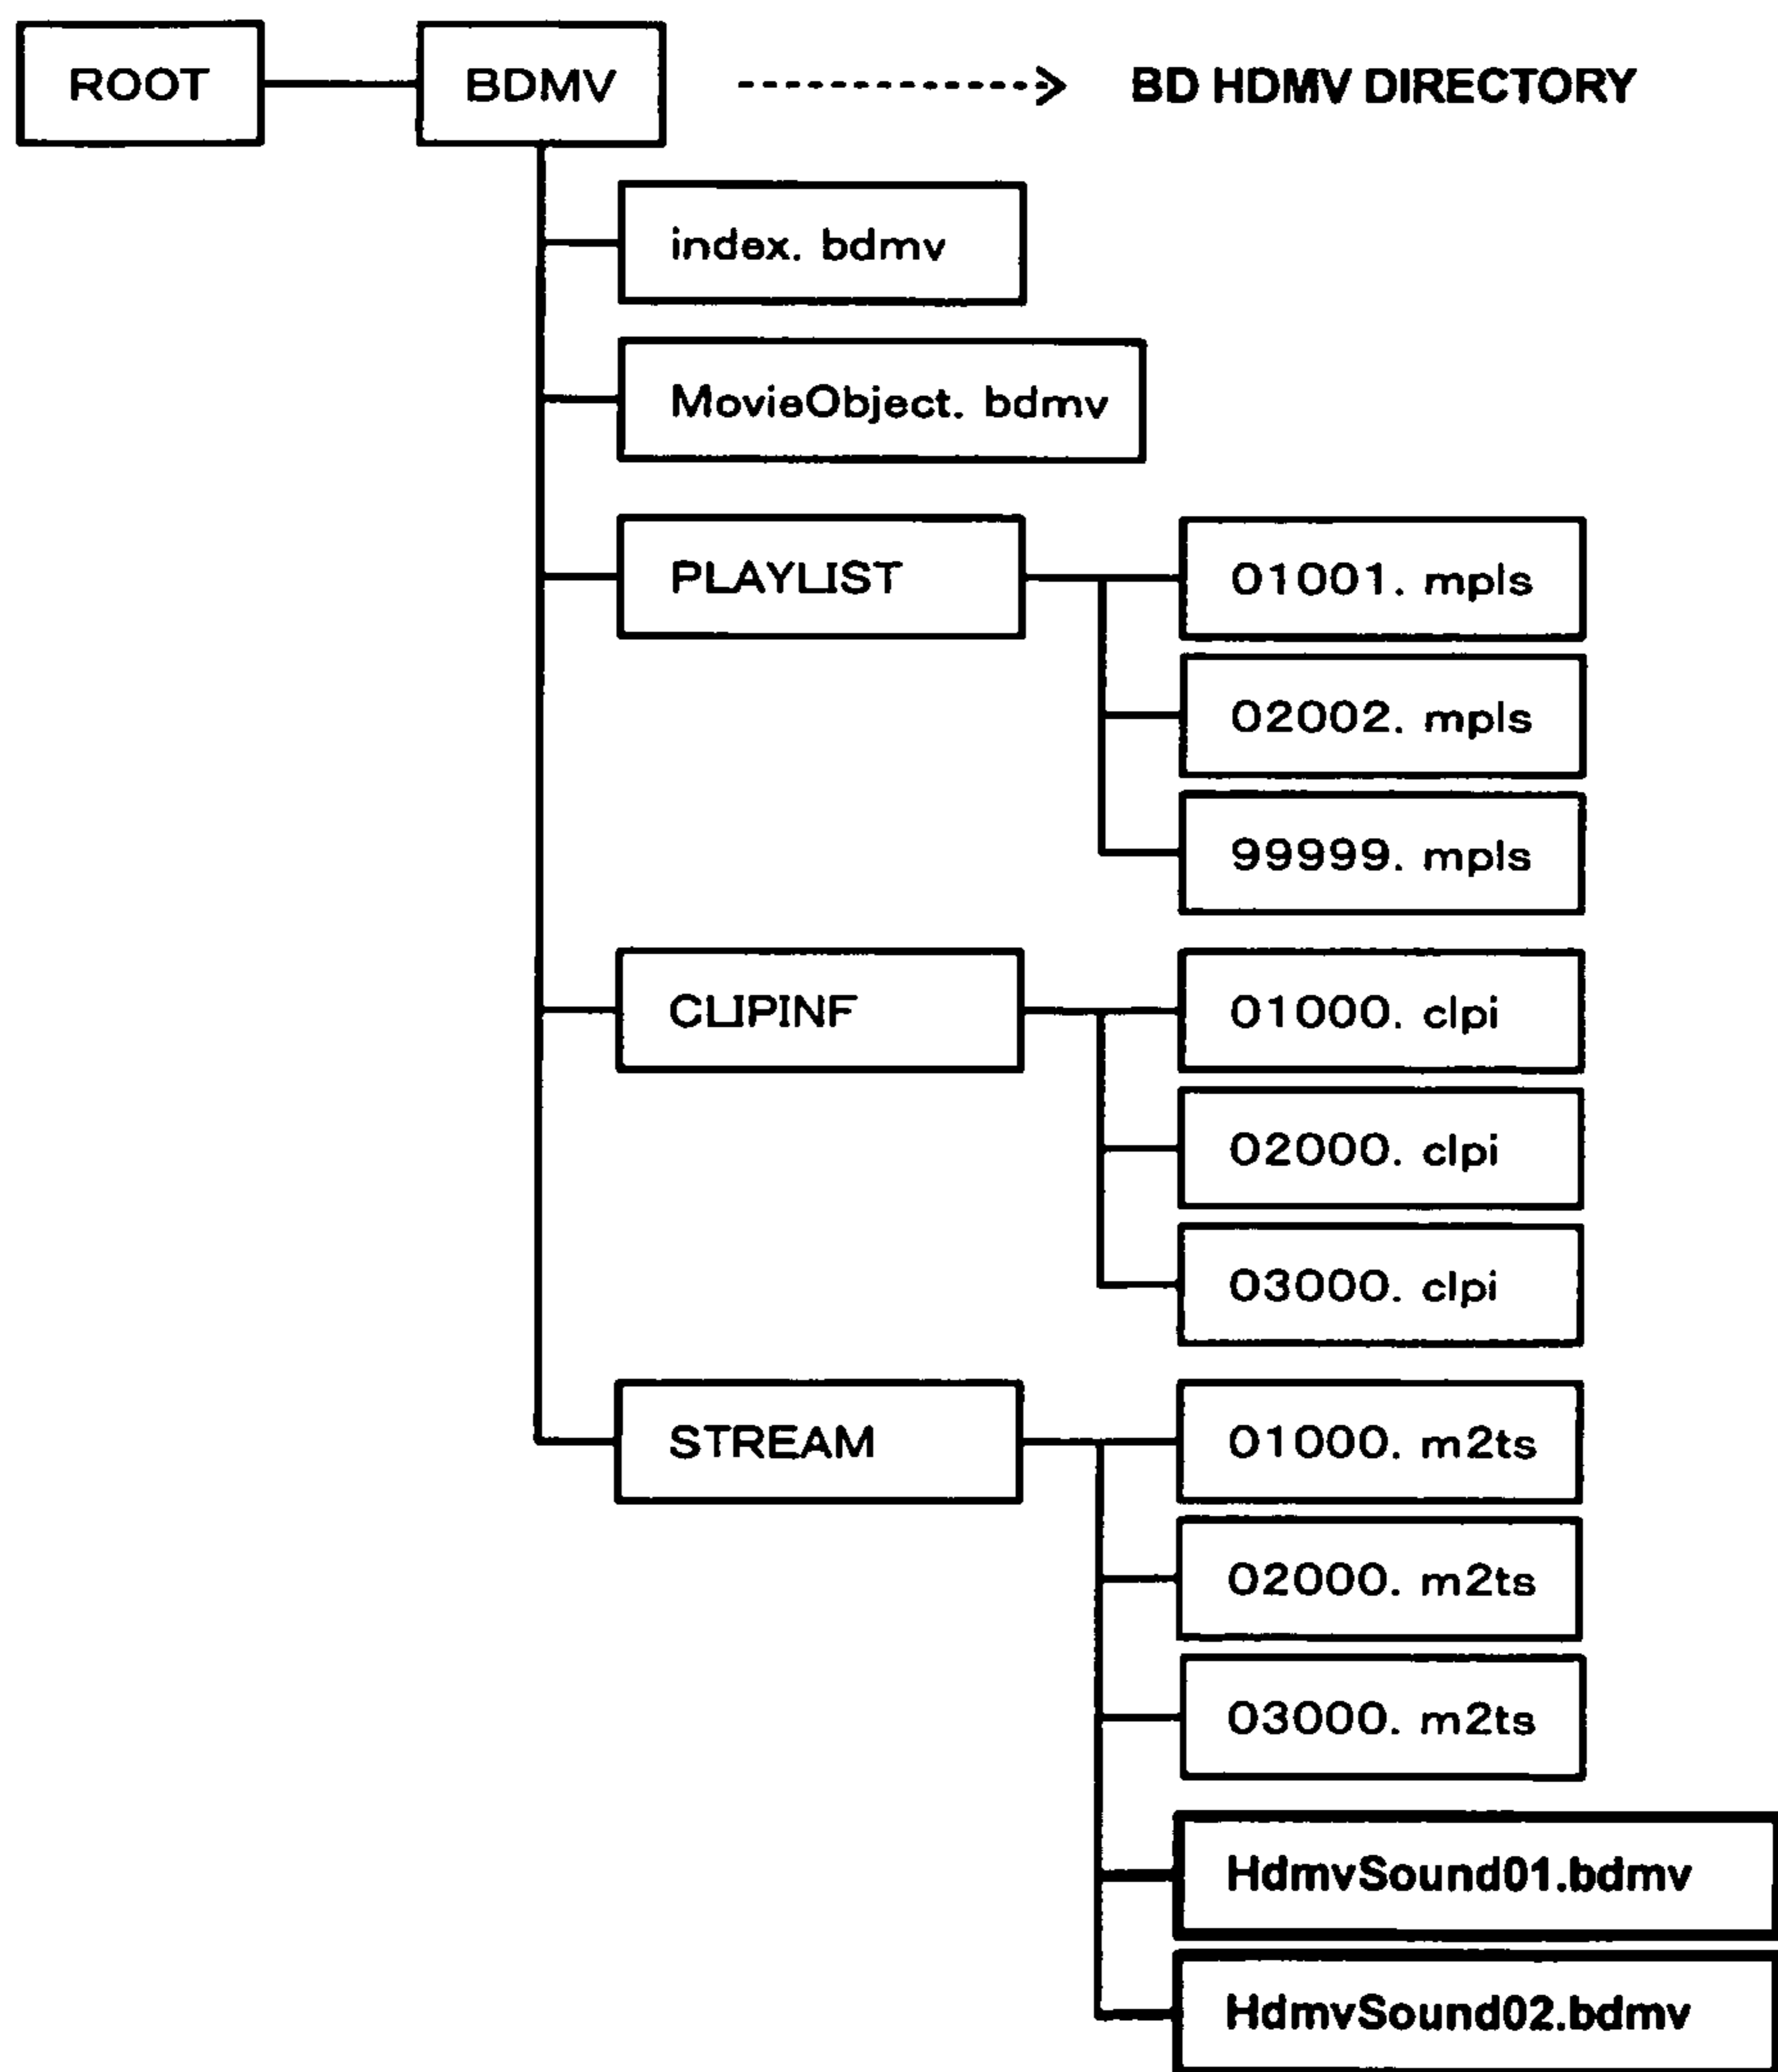 ROOT BDMV BD HDMV DIRECTORY
index. bdmv
MovieObject. bdmv
PLAYLIST 01001. mpls
02002. mpls
99999. mpls
CLIPINF 01000. clpi
02000. clpi
03000. clpi
STREAM 01000. m2ts
02000. m2ts
03000. m2ts
HdmvSound01.bdmv
HdmvSound02.bdmv